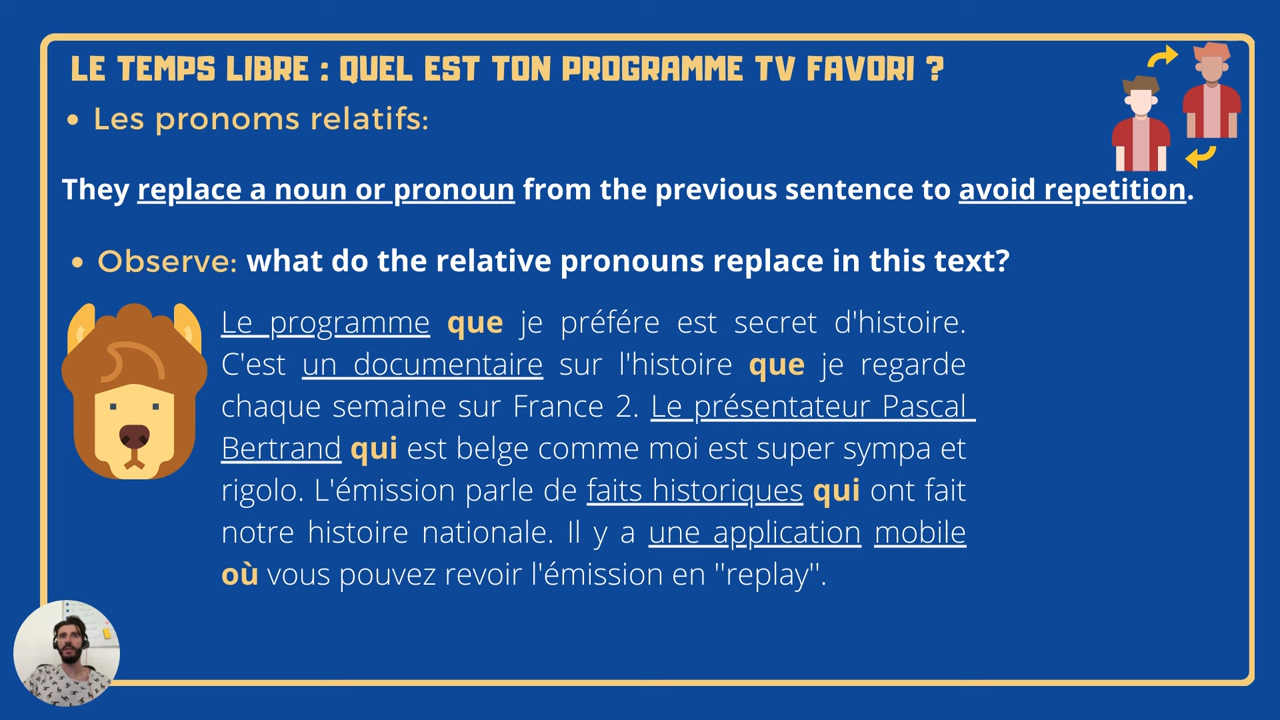 LE TEMPS LIBRE : QUEL EST TON PROGRAMME TV FAVORI ?
• Les pronoms relatifs:
They replace a noun or pronoun from the previous sentence to avoid repetition.
• Observe: what do the relative pronouns replace in this text?
Le programme que je préfére est secret d'histoire.
C'est un documentaire sur l'histoire que je regarde
chaque semaine sur France 2. Le présentateur Pascal
Bertrand qui est belge comme moi est super sympa et
rigolo. L'émission parle de faits historiques qui ont fait
notre histoire nationale. Il y a une application mobile
où vous pouvez revoir l'émission en "replay".